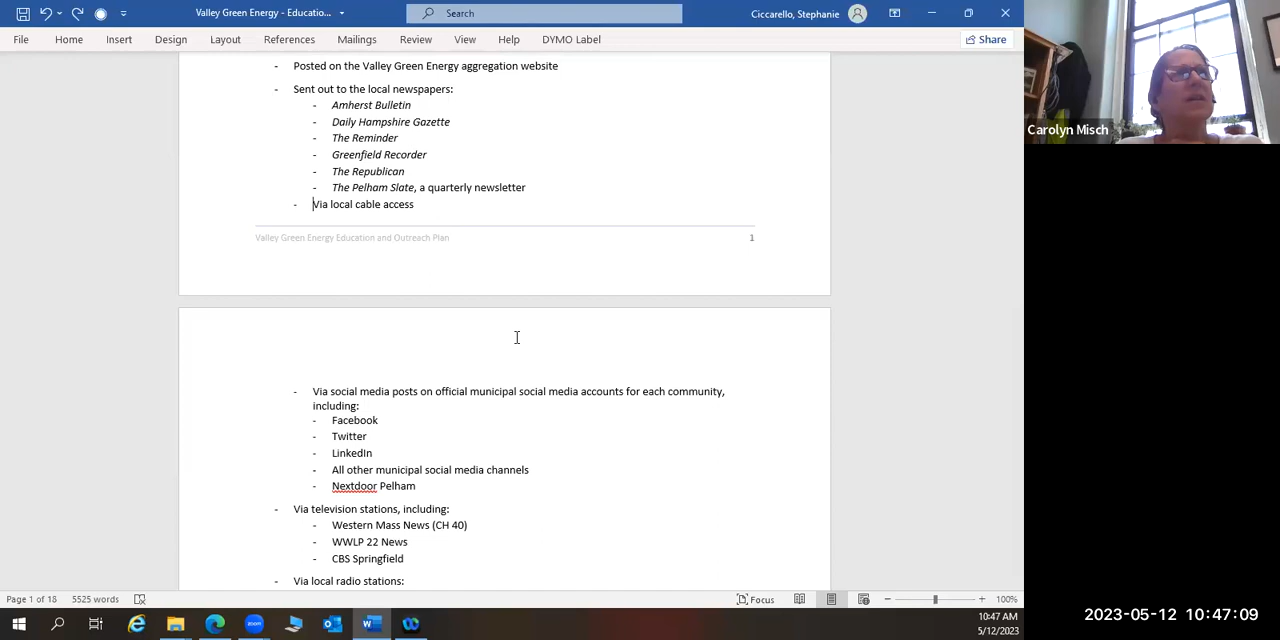 Valley Green Energy - Educatio...
Search
Ciccarello, Stephanie
File
Home
Insert
Design
Layout
References
Mailings
Review
View
Help
DYMO Label
Share
- Posted on the Valley Green Energy aggregation website
- Sent out to the local newspapers:
- Amherst Bulletin
- Daily Hampshire Gazette
- The Reminder
- Greenfield Recorder
- The Republican
- The Pelham Slate, a quarterly newsletter
- Via local cable access
Valley Green Energy Education and Outreach Plan 1
- Via social media posts on official municipal social media accounts for each community,
including:
- Facebook
- Twitter
- LinkedIn
- All other municipal social media channels
- Nextdoor Pelham
- Via television stations, including:
- Western Mass News (CH 40)
- WWLP 22 News
- CBS Springfield
- Via local radio stations:
Page 1 of 18
5525 words
Focus
100%
zoom
10:47 AM
5/12/2023
Carolyn Misch
2023-05-12 10:47:09